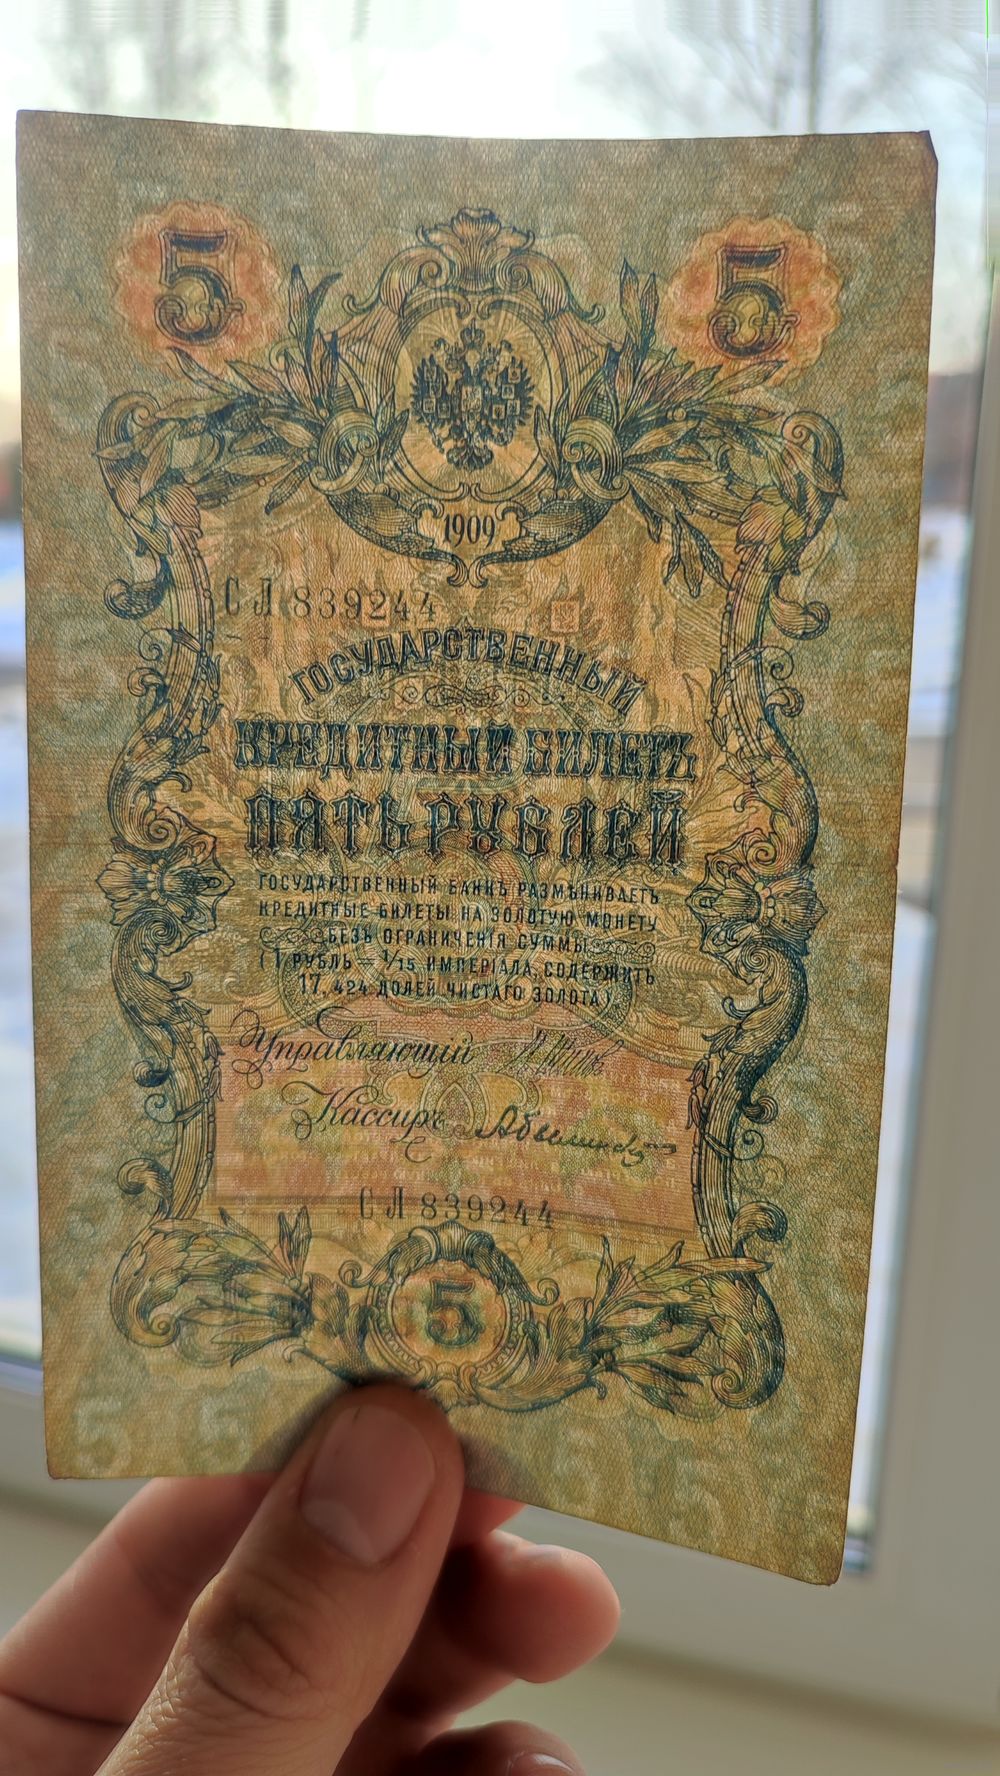 5 5
1909
СЛ 839244
ГОСУДАРСТВЕННЫЙ
КРЕДИТНЫЙ БИЛЕТЪ
ПЯТЬ РУБЛЕЙ
ГОСУДАРСТВЕННЫЙ БАНКЪ РАЗМѢНИВАЕТЪ
КРЕДИТНЫЕ БИЛЕТЫ НА ЗОЛОТУЮ МОНЕТУ
БЕЗЪ ОГРАНИЧЕНІЯ СУММЫ
(1 РУБЛЬ = 1/15 ИМПЕРІАЛА, СОДЕРЖИТЪ
17,424 ДОЛЕЙ ЧИСТАГО ЗОЛОТА)
Управляющій
Кассиръ
СЛ 839244
5